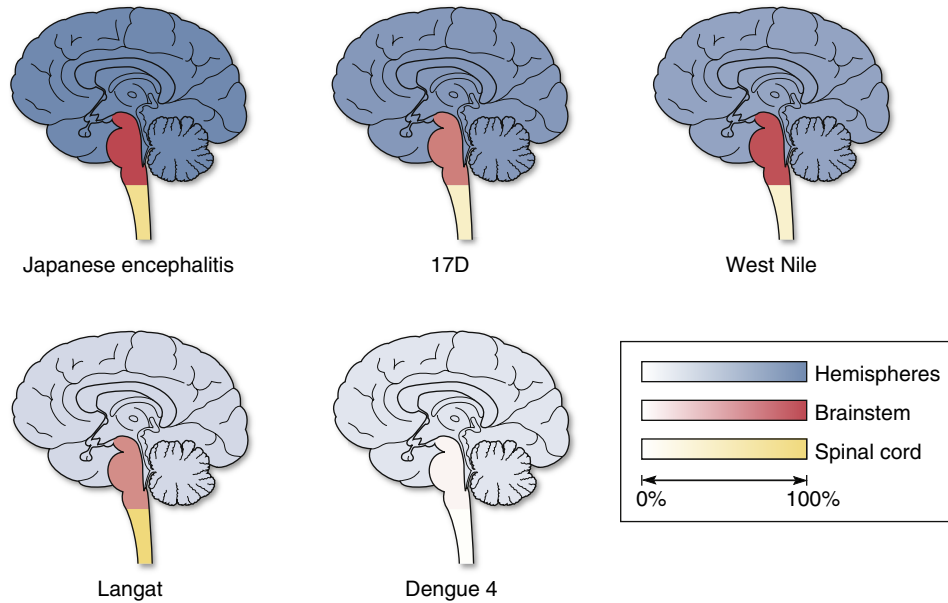 Japanese encephalitis
17D
West Nile
Langat
Dengue 4
Hemispheres
Brainstem
Spinal cord
0% 100%